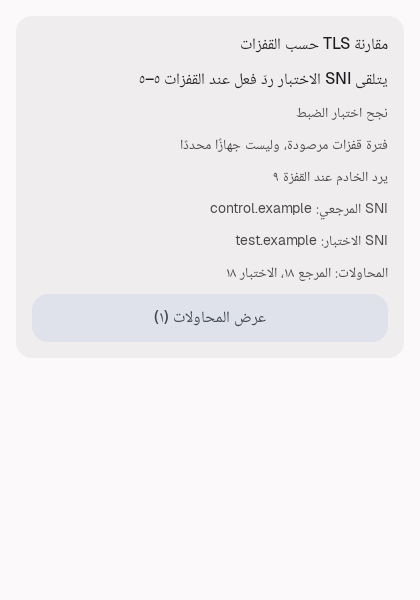 مقارنة TLS حسب القفزات
يتلقى SNI الاختبار ردّ فعل عند القفزات ٥–٥
نجح اختبار الضبط
فترة قفزات مرصودة، وليست جهازًا محددًا
يرد الخادم عند القفزة ٩
SNI المرجعي: control.example
SNI الاختبار: test.example
المحاولات: المرجع ١٨، الاختبار ١٨
عرض المحاولات (١)